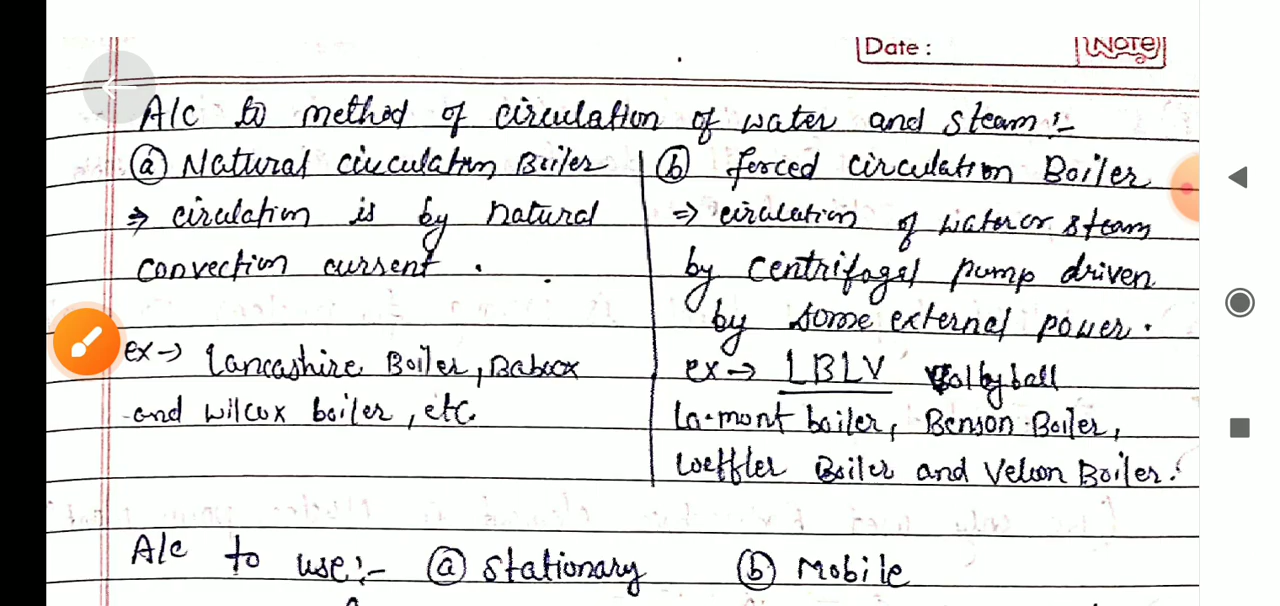 Date :
NOTE
A/c to method of circulation of water and steam :-
(a) Natural circulation Boiler
⇒ circulation is by natural
convection current .
ex → Lancashire Boiler, Babcox
and wilcox boiler, etc.
(b) forced circulation Boiler
⇒ circulation of water or steam
by centrifogal pump driven
by some external power .
ex → LBLV Volleyball
La-mont boiler, Benson Boiler,
Loeffler Boiler and Veloon Boiler.
A/c to use :- (a) Stationary (b) Mobile